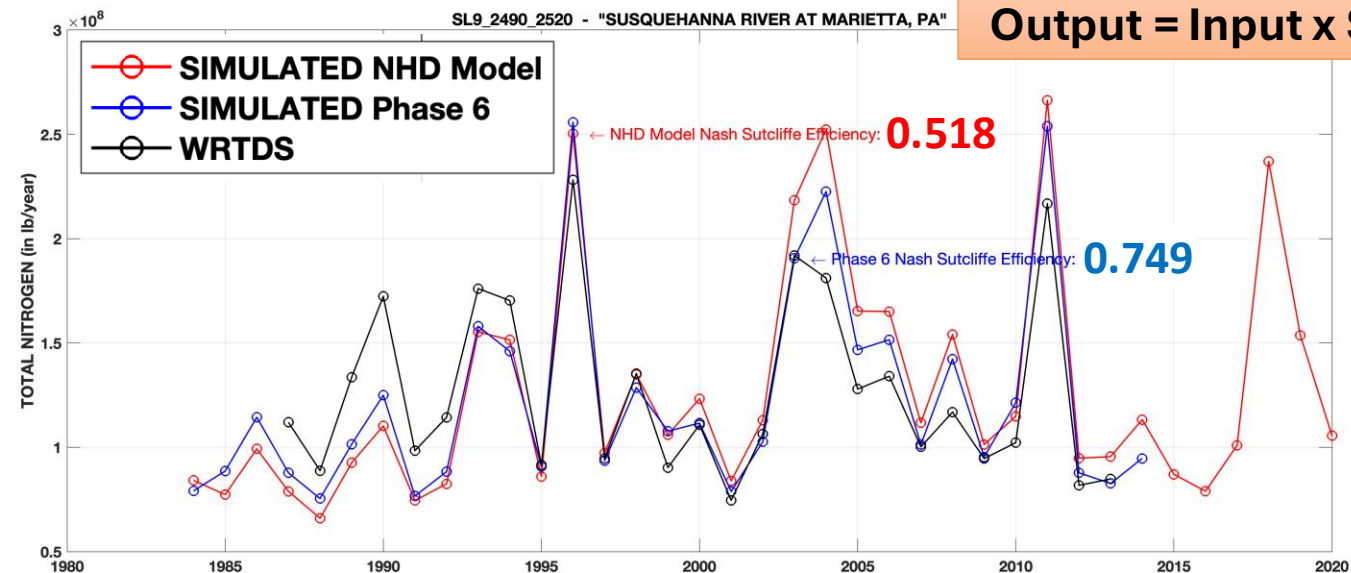 SL9_2490_2520 - "SUSQUEHANNA RIVER AT MARIETTA, PA"
Output = Input x
×10⁸
SIMULATED NHD Model
SIMULATED Phase 6
WRTDS
← NHD Model Nash Sutcliffe Efficiency: 0.518
← Phase 6 Nash Sutcliffe Efficiency: 0.749
TOTAL NITROGEN (in lb/year)
3
2.5
2
1.5
1
0.5
1980 1985 1990 1995 2000 2005 2010 2015 2020